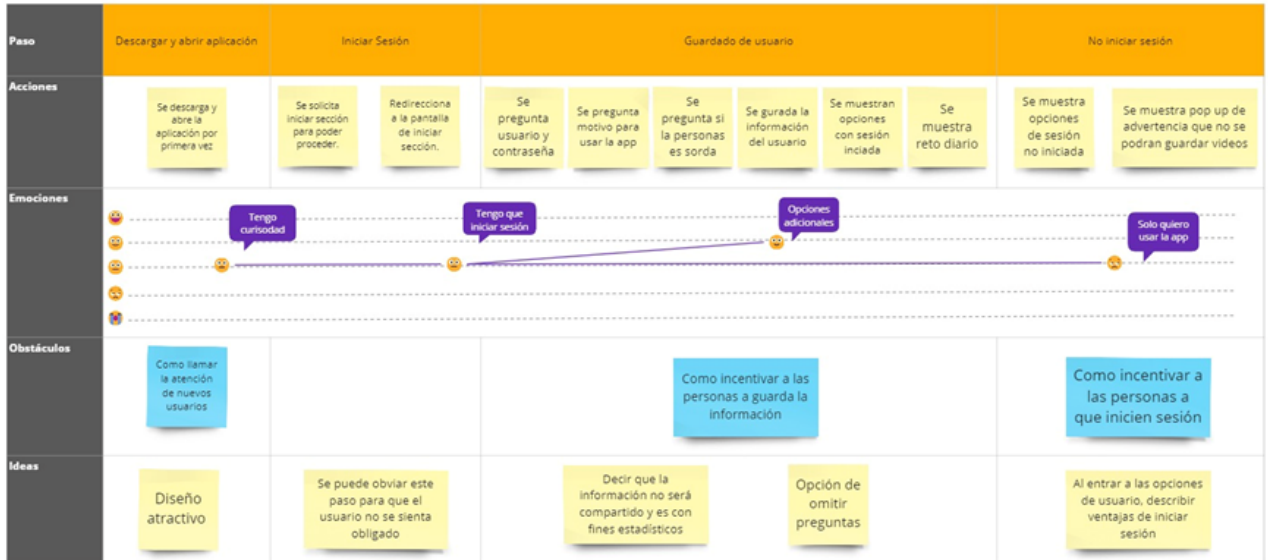 Paso
Descargar y abrir aplicación
Iniciar Sesión
Guardado de usuario
No iniciar sesión
Acciones
Se descarga y
abre la
aplicación por
primera vez
Se solicita
iniciar sección
para poder
proceder.
Redirecciona
a la pantalla
de iniciar
sección.
Se
pregunta
usuario y
contraseña
Se pregunta
motivo para
usar la app
Se
pregunta si
la personas
es sorda
Se gurada la
información
del usuario
Se muestran
opciones
con sesión
inciada
Se
muestra
reto diario
Se muestra
opciones
de sesión
no iniciada
Se muestra pop up de
advertencia que no se
podran guardar videos
Emociones
Tengo
curisodad
Tengo que
iniciar sesión
Opciones
adicionales
Solo quiero
usar la app
Obstáculos
Como llamar
la atención
de nuevos
usuarios
Como incentivar a las
personas a guarda la
información
Como incentivar a
las personas a
que inicien sesión
Ideas
Diseño
atractivo
Se puede obviar este
paso para que el
usuario no se sienta
obligado
Decir que la
información no será
compartido y es con
fines estadísticos
Opción de
omitir
preguntas
Al entrar a las opciones
de usuario, describir
ventajas de iniciar
sesión